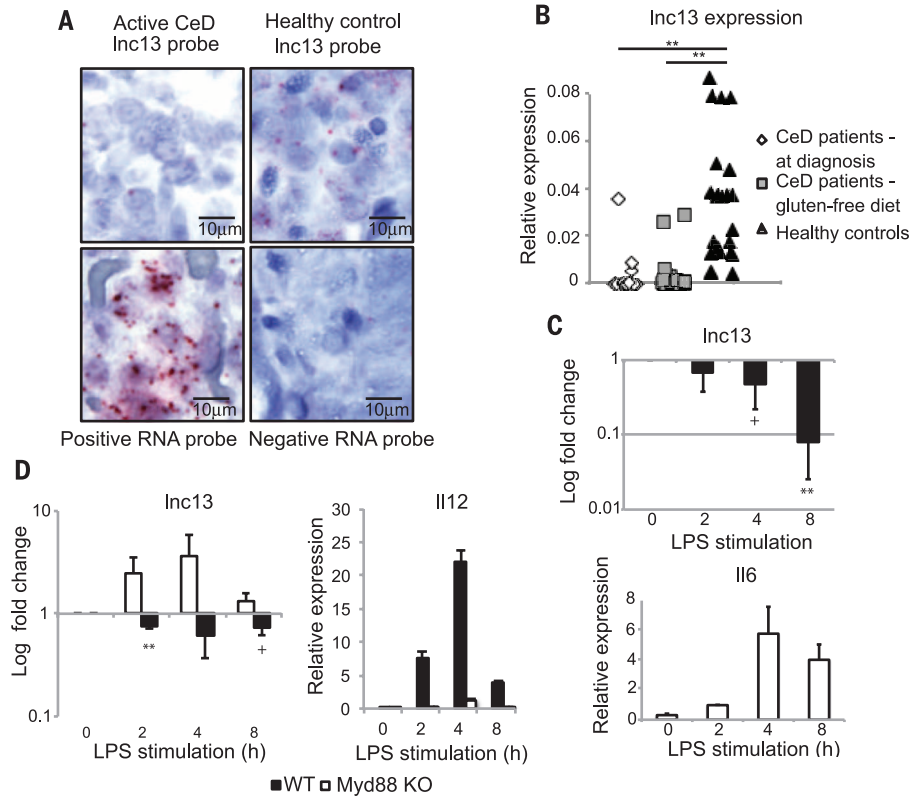 A
Active CeD
lnc13 probe
Healthy control
lnc13 probe
10µm
10µm
10µm
10µm
Positive RNA probe
Negative RNA probe
B
lnc13 expression
**
**
Relative expression
0.08
0.06
0.04
0.02
0
CeD patients -
at diagnosis
CeD patients -
gluten-free diet
Healthy controls
C
lnc13
Log fold change
1
0.1
0.01
+
**
0 2 4 8
LPS stimulation
Il6
Relative expression
8
6
4
2
0
0 2 4 8
LPS stimulation (h)
D
lnc13
Log fold change
10
1
0.1
**
+
0 2 4 8
LPS stimulation (h)
Il12
Relative expression
25
20
15
10
5
0
0 2 4 8
LPS stimulation (h)
WT Myd88 KO